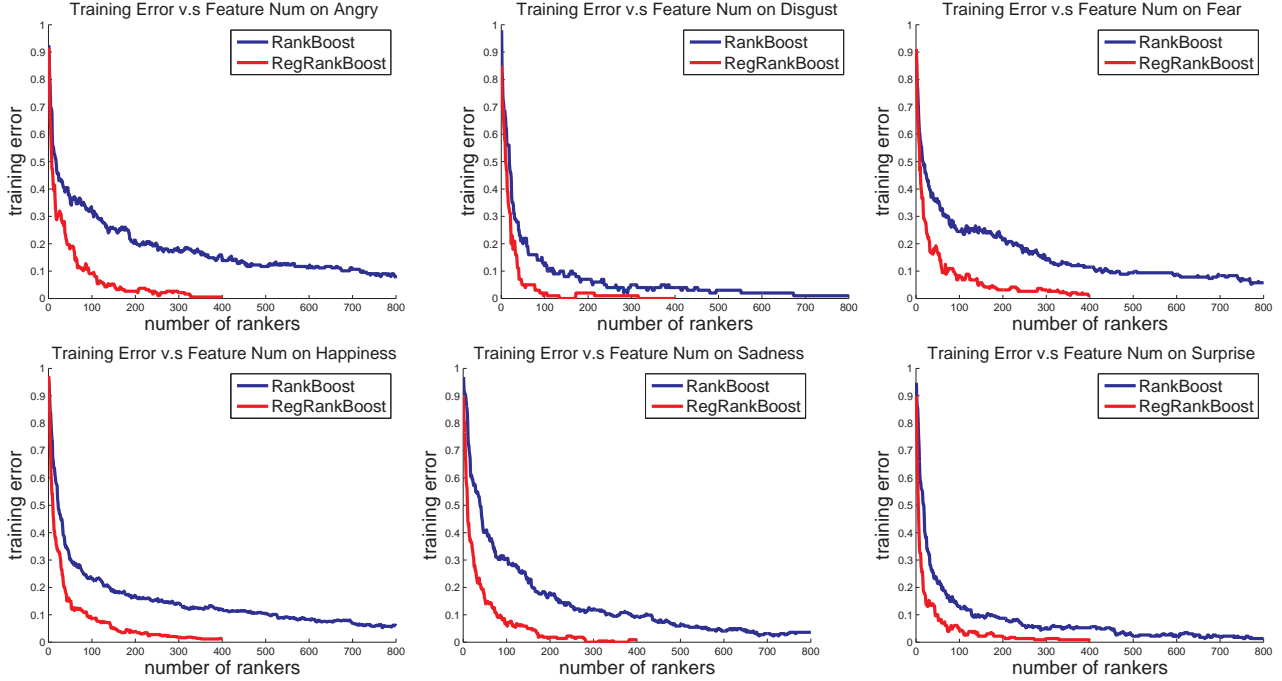 Training Error v.s Feature Num on Angry
1
0.9
0.8
0.7
0.6
0.5
0.4
0.3
0.2
0.1
0
0 100 200 300 400 500 600 700 800
training error
number of rankers
RankBoost
RegRankBoost
Training Error v.s Feature Num on Disgust
1
0.9
0.8
0.7
0.6
0.5
0.4
0.3
0.2
0.1
0
0 100 200 300 400 500 600 700 800
training error
number of rankers
RankBoost
RegRankBoost
Training Error v.s Feature Num on Fear
1
0.9
0.8
0.7
0.6
0.5
0.4
0.3
0.2
0.1
0
0 100 200 300 400 500 600 700 800
training error
number of rankers
RankBoost
RegRankBoost
Training Error v.s Feature Num on Happiness
1
0.9
0.8
0.7
0.6
0.5
0.4
0.3
0.2
0.1
0
0 100 200 300 400 500 600 700 800
training error
number of rankers
RankBoost
RegRankBoost
Training Error v.s Feature Num on Sadness
1
0.9
0.8
0.7
0.6
0.5
0.4
0.3
0.2
0.1
0
0 100 200 300 400 500 600 700 800
training error
number of rankers
RankBoost
RegRankBoost
Training Error v.s Feature Num on Surprise
1
0.9
0.8
0.7
0.6
0.5
0.4
0.3
0.2
0.1
0
0 100 200 300 400 500 600 700 800
training error
number of rankers
RankBoost
RegRankBoost